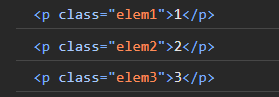 <p class="elem1">1</p>
<p class="elem2">2</p>
<p class="elem3">3</p>